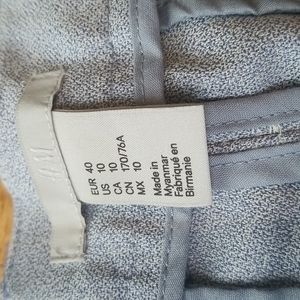 H&M
EUR 40
US 10
CA 10
CN 170/76A
MX 10
Made in
Myanmar
Fabriqué en
Birmanie